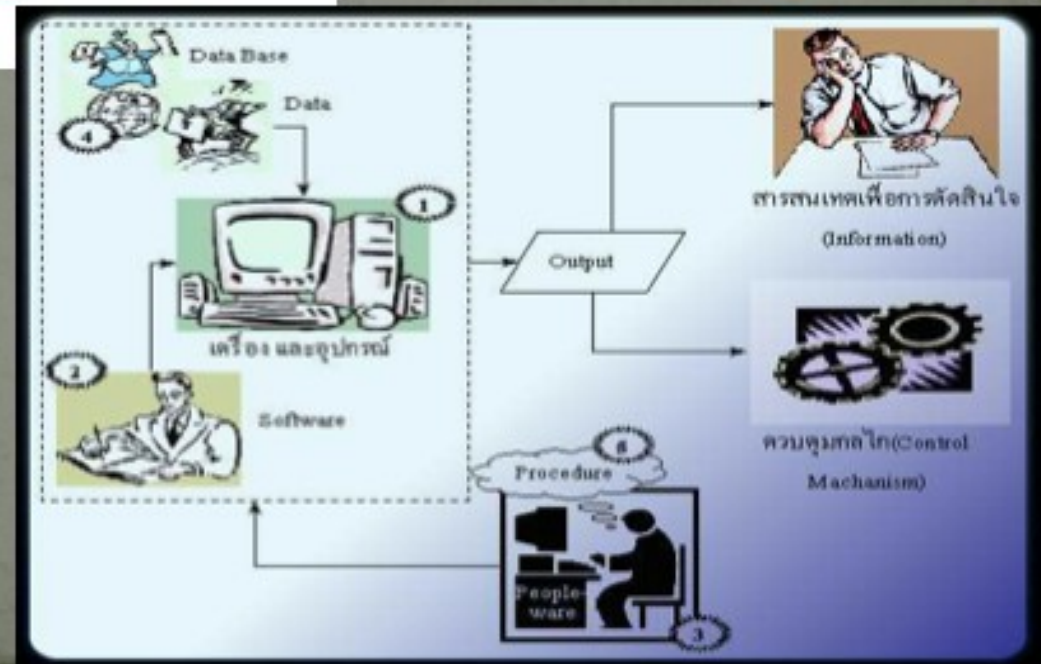 Data Base
Data
4
1
เครื่อง และอุปกรณ์
2
Software
Output
สารสนเทศเพื่อการตัดสินใจ
(Information)
ควบคุมกลไก(Control
Machanism)
Procedure
People-
ware
3